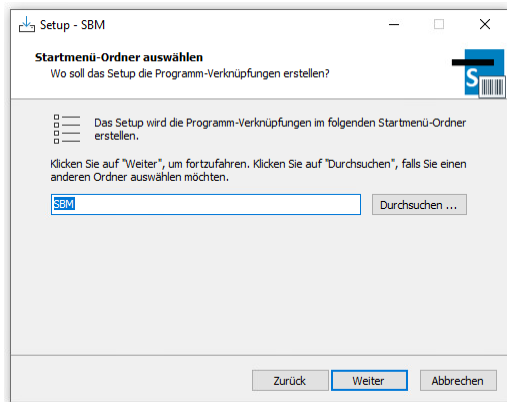 Setup - SBM
Startmenü-Ordner auswählen
Wo soll das Setup die Programm-Verknüpfungen erstellen?
S
Das Setup wird die Programm-Verknüpfungen im folgenden Startmenü-Ordner
erstellen.
Klicken Sie auf "Weiter", um fortzufahren. Klicken Sie auf "Durchsuchen", falls Sie einen
anderen Ordner auswählen möchten.
SBM
Durchsuchen ...
Zurück
Weiter
Abbrechen